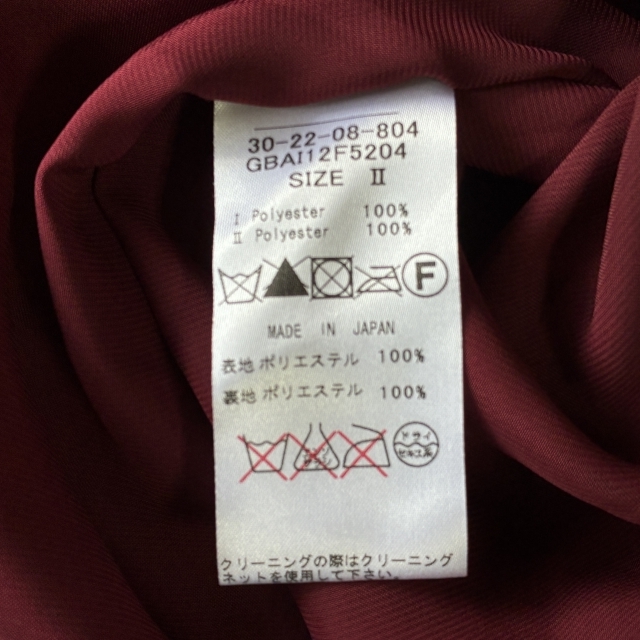 30-22-08-804
GBAI12F5204
SIZE Ⅱ
Ⅰ Polyester 100%
Ⅱ Polyester 100%
F
MADE IN JAPAN
表地 ポリエステル 100%
裏地 ポリエステル 100%
ドライ
セキユ系
クリーニングの際はクリーニング
ネットを使用して下さい